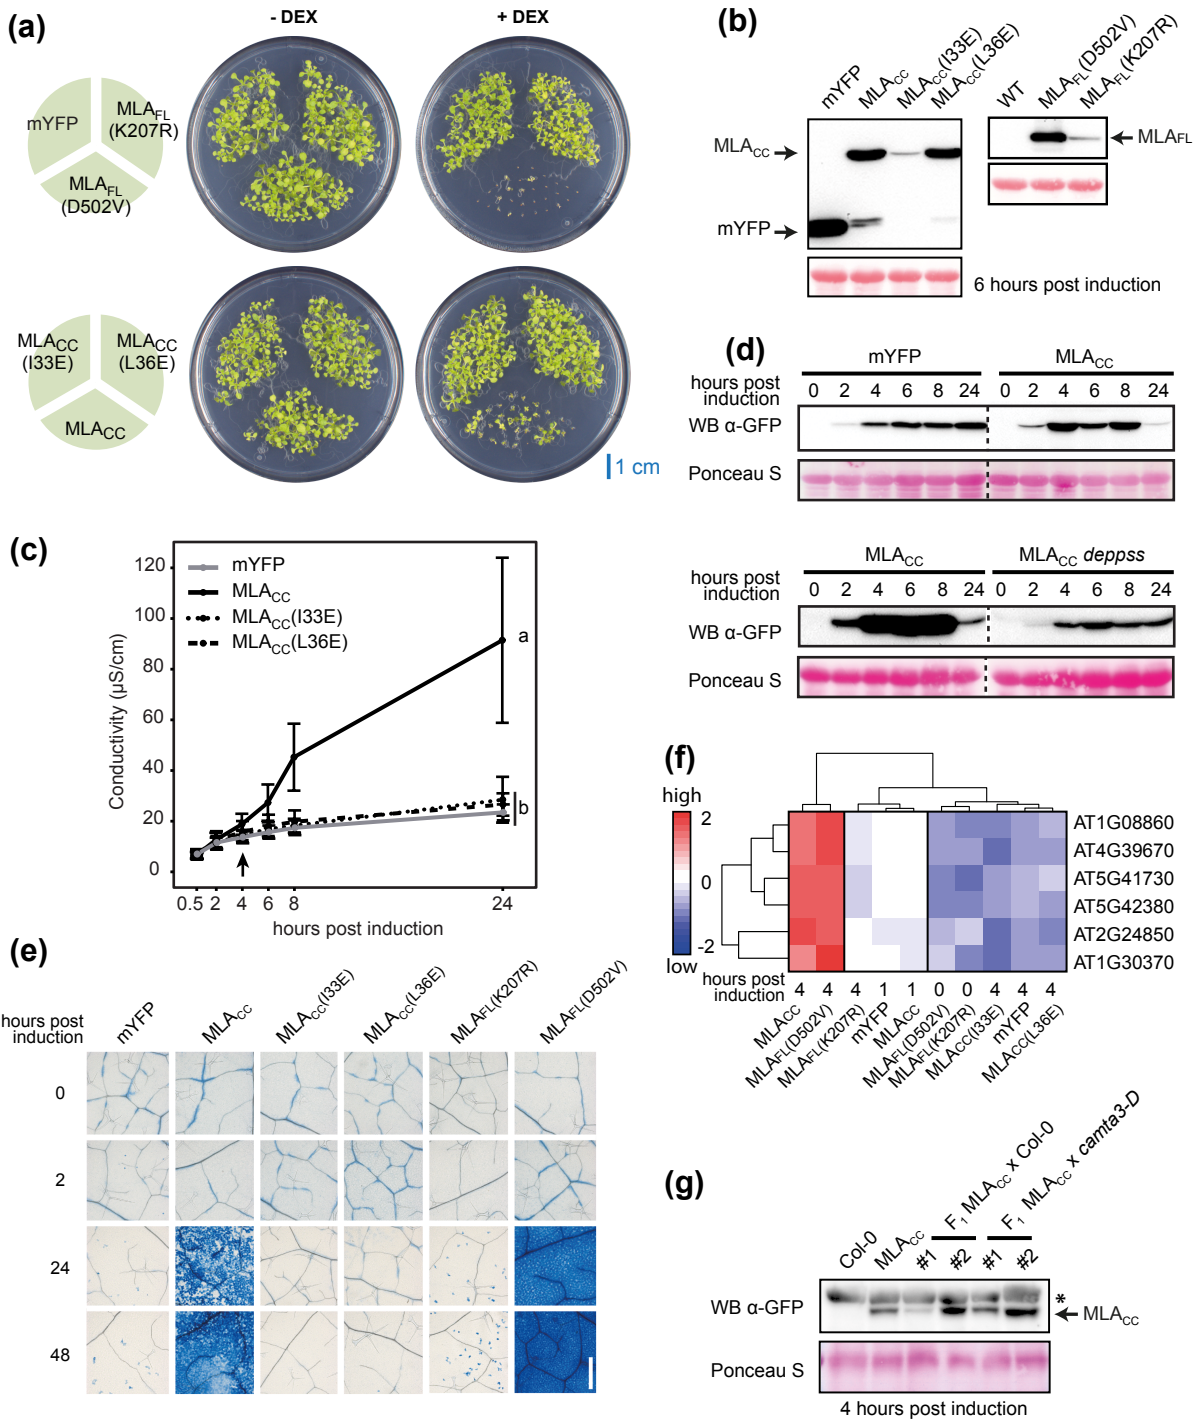 (a)
- DEX
+ DEX
mYFP
MLAFL
(K207R)
MLAFL
(D502V)
MLACC
(I33E)
MLACC
(L36E)
MLACC
1 cm
(b)
mYFP
MLACC
MLACC(I33E)
MLACC(L36E)
WT
MLAFL(D502V)
MLAFL(K207R)
MLACC
mYFP
MLAFL
6 hours post induction
(c)
Conductivity (µS/cm)
120
100
80
60
40
20
0
mYFP
MLACC
MLACC(I33E)
MLACC(L36E)
a
b
0.5 2 4 6 8 24
hours post induction
(d)
mYFP MLACC
hours post
induction
0 2 4 6 8 24 0 2 4 6 8 24
WB α-GFP
Ponceau S
MLACC MLACC deppss
hours post
induction
0 2 4 6 8 24 0 2 4 6 8 24
WB α-GFP
Ponceau S
(e)
hours post
induction
mYFP
MLACC
MLACC(I33E)
MLACC(L36E)
MLAFL(K207R)
MLAFL(D502V)
0
2
24
48
(f)
high
2
0
-2
low
AT1G08860
AT4G39670
AT5G41730
AT5G42380
AT2G24850
AT1G30370
hours post
induction
4 4 4 1 1 0 0 4 4 4
MLACC
MLAFL(D502V)
MLAFL(K207R)
mYFP
MLACC
MLAFL(D502V)
MLAFL(K207R)
MLACC(I33E)
mYFP
MLACC(L36E)
(g)
Col-0
MLACC
F1 MLACC x Col-0
F1 MLACC x camta3-D
#1 #2 #1 #2
WB α-GFP
*
MLACC
Ponceau S
4 hours post induction